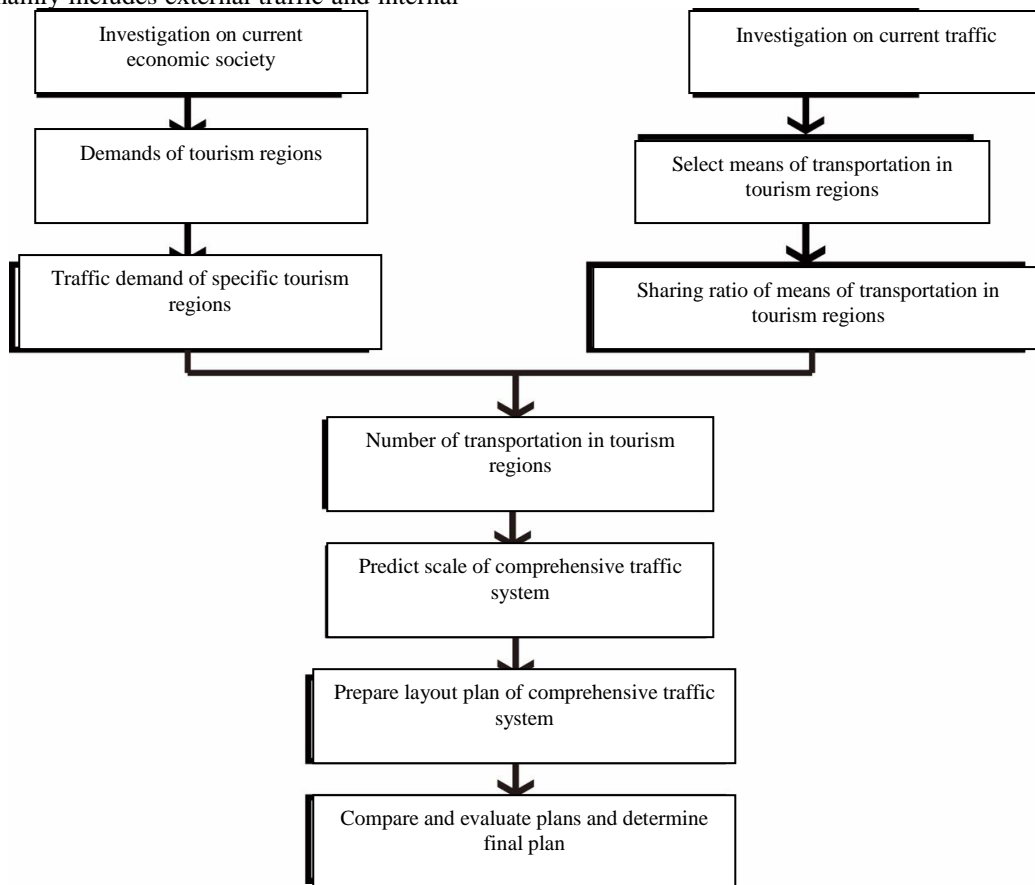 mainly includes external traffic and internal
Investigation on current
economic society
Investigation on current traffic
Demands of tourism regions
Select means of transportation in
tourism regions
Traffic demand of specific tourism
regions
Sharing ratio of means of transportation in
tourism regions
Number of transportation in tourism
regions
Predict scale of comprehensive traffic
system
Prepare layout plan of comprehensive traffic
system
Compare and evaluate plans and determine
final plan